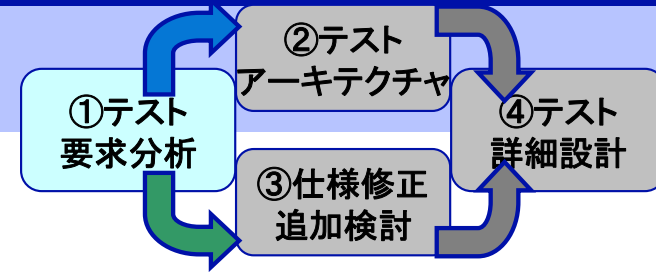 ①テスト
要求分析
②テスト
アーキテクチャ
③仕様修正
追加検討
④テスト
詳細設計